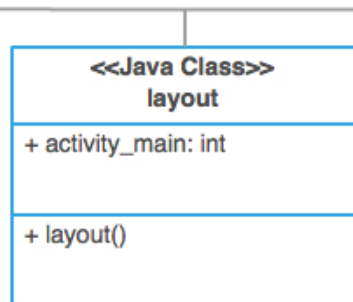 <<Java Class>>
layout
+ activity_main: int
+ layout()